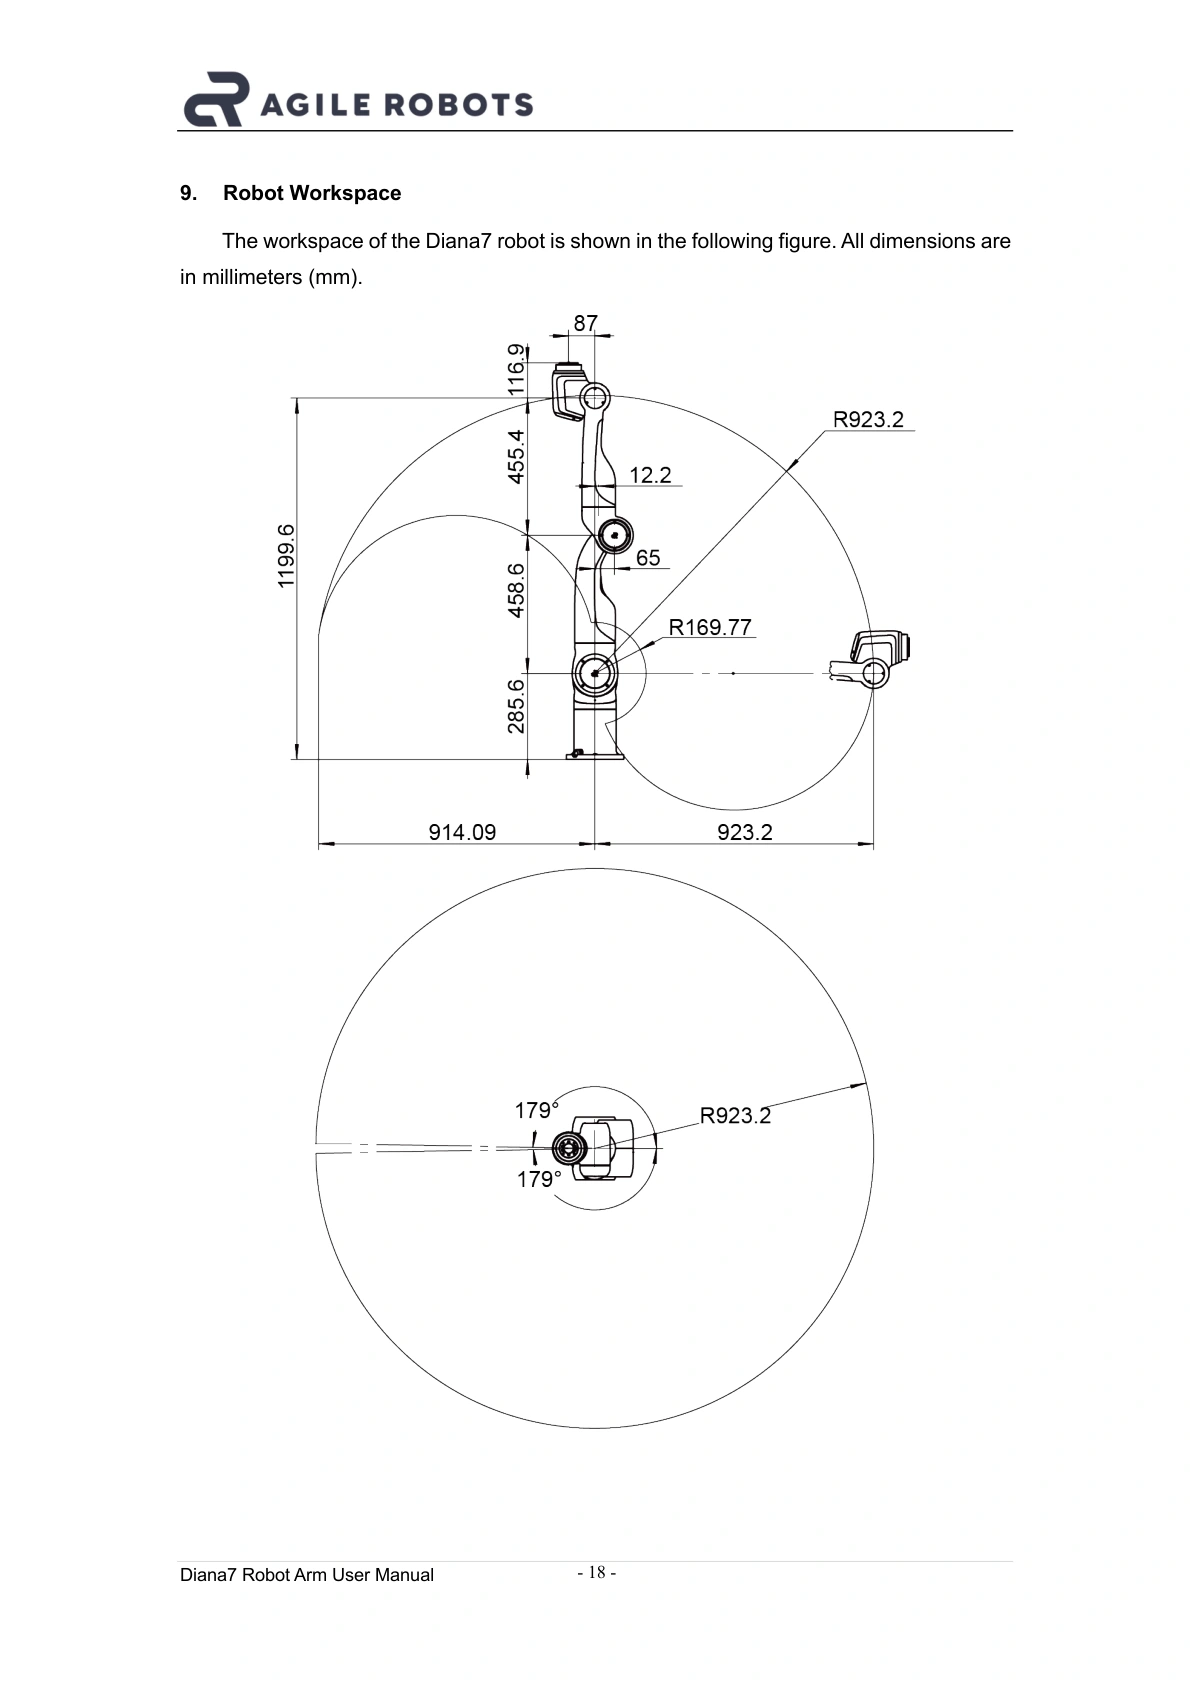 AGILE ROBOTS
9. Robot Workspace
The workspace of the Diana7 robot is shown in the following figure. All dimensions are
in millimeters (mm).
87
116.9
R923.2
455.4
12.2
1199.6
65
458.6
R169.77
285.6
914.09
923.2
179°
R923.2
179°
Diana7 Robot Arm User Manual
- 18 -